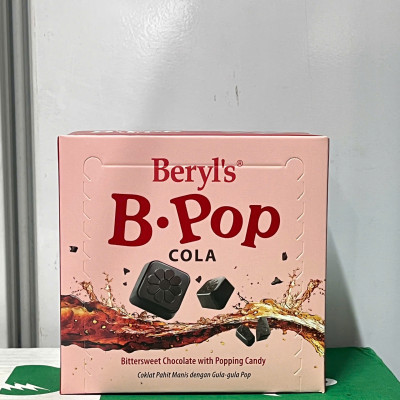 Beryl's®
B•Pop
COLA
Bittersweet Chocolate with Popping Candy
Coklat Pahit Manis dengan Gula-gula Pop